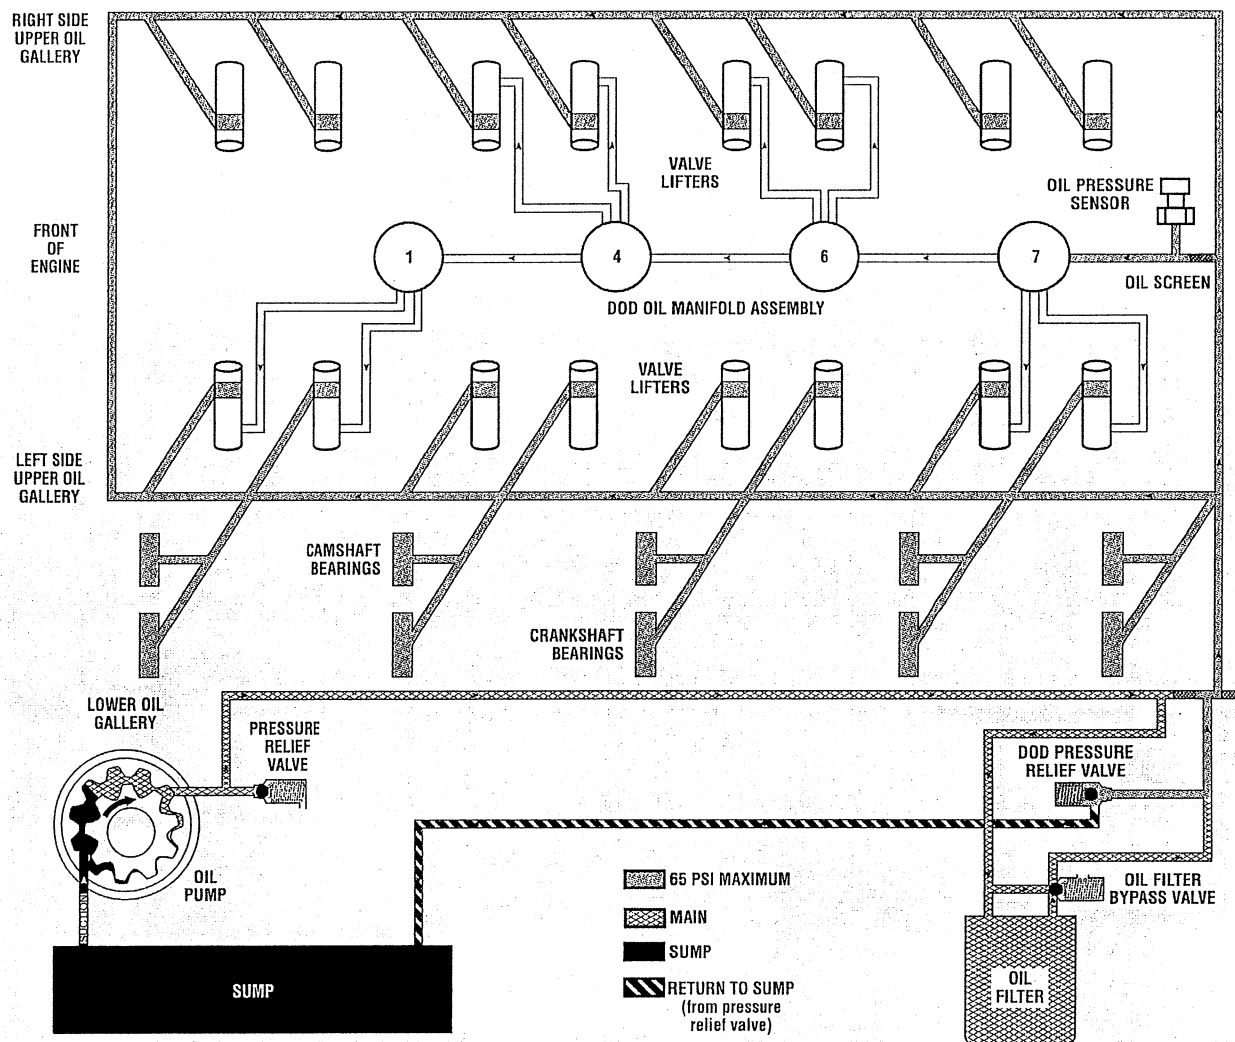 RIGHT SIDE
UPPER OIL
GALLERY
VALVE
LIFTERS
OIL PRESSURE
SENSOR
FRONT
OF
ENGINE
1
4
6
7
OIL SCREEN
DOD OIL MANIFOLD ASSEMBLY
VALVE
LIFTERS
LEFT SIDE
UPPER OIL
GALLERY
CAMSHAFT
BEARINGS
CRANKSHAFT
BEARINGS
LOWER OIL
GALLERY
PRESSURE
RELIEF
VALVE
DOD PRESSURE
RELIEF VALVE
OIL
PUMP
65 PSI MAXIMUM
MAIN
SUMP
RETURN TO SUMP
(from pressure
relief valve)
OIL FILTER
BYPASS VALVE
OIL
FILTER
SUMP